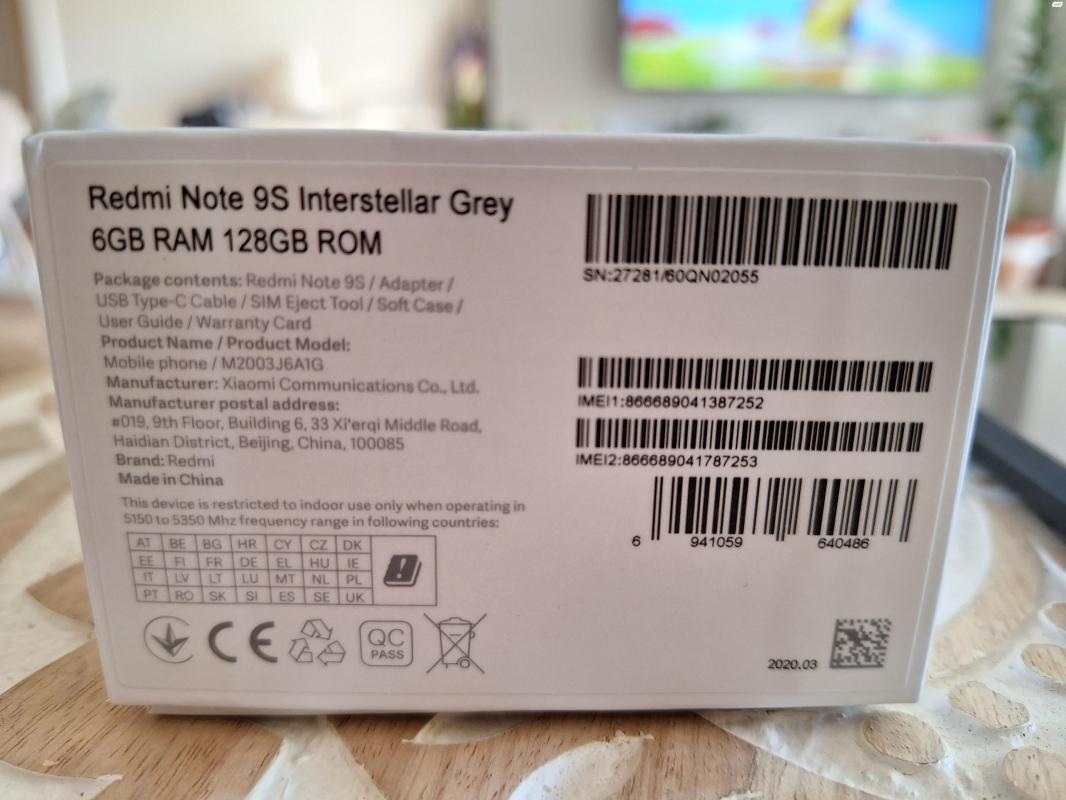 Redmi Note 9S Interstellar Grey
6GB RAM 128GB ROM
Package contents: Redmi Note 9S / Adapter /
USB Type-C Cable / SIM Eject Tool / Soft Case /
User Guide / Warranty Card
Product Name / Product Model:
Mobile phone / M2003J6A1G
Manufacturer: Xiaomi Communications Co., Ltd.
Manufacturer postal address:
#019, 9th Floor, Building 6, 33 Xi'erqi Middle Road,
Haidian District, Beijing, China, 100085
Brand: Redmi
Made in China
This device is restricted to indoor use only when operating in
5150 to 5350 Mhz frequency range in following countries:
AT BE BG HR CY CZ DK
EE FI FR DE EL HU IE
IT LV LT LU MT NL PL
PT RO SK SI ES SE UK
CE
QC
PASS
SN:27281/60QN02055
IMEI1:866689041387252
IMEI2:866689041787253
6 941059 640486
2020.03